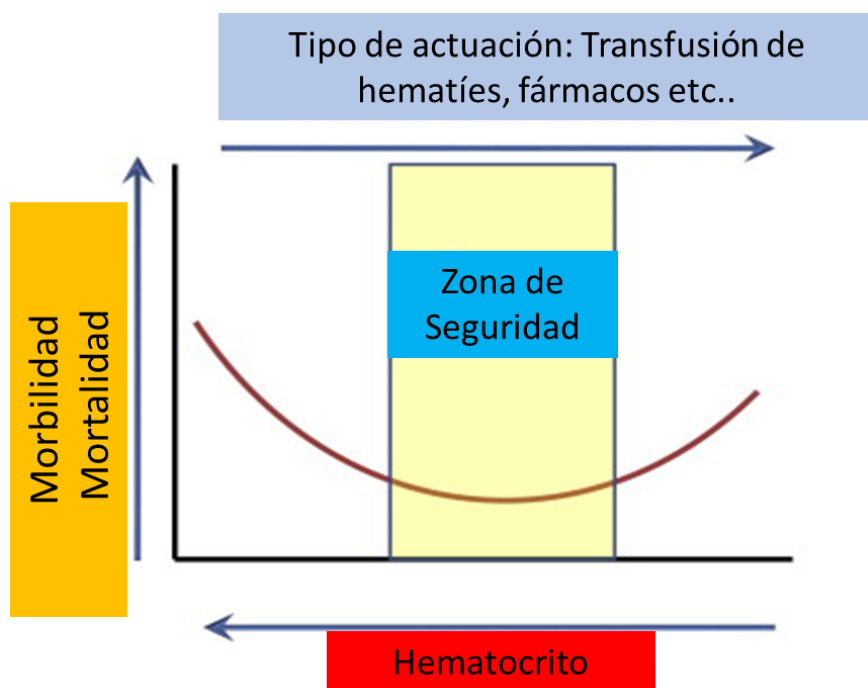 Tipo de actuación: Transfusión de
hematíes, fármacos etc..
Zona de
Seguridad
Morbilidad
Mortalidad
Hematocrito